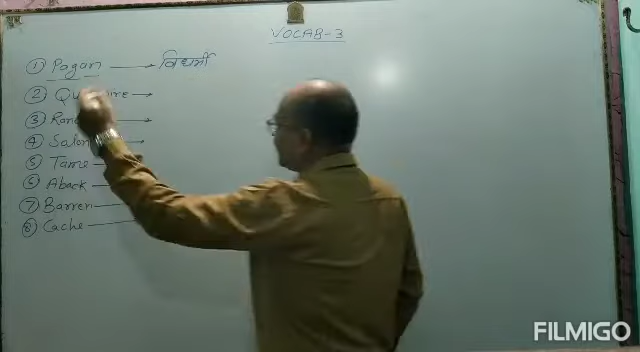 VOCAB-3
① Pagan → विधर्मी
② →
③ →
④ →
⑤ Tame
⑥ Aback
⑦ Barren
⑧ Cache
FILMIGO